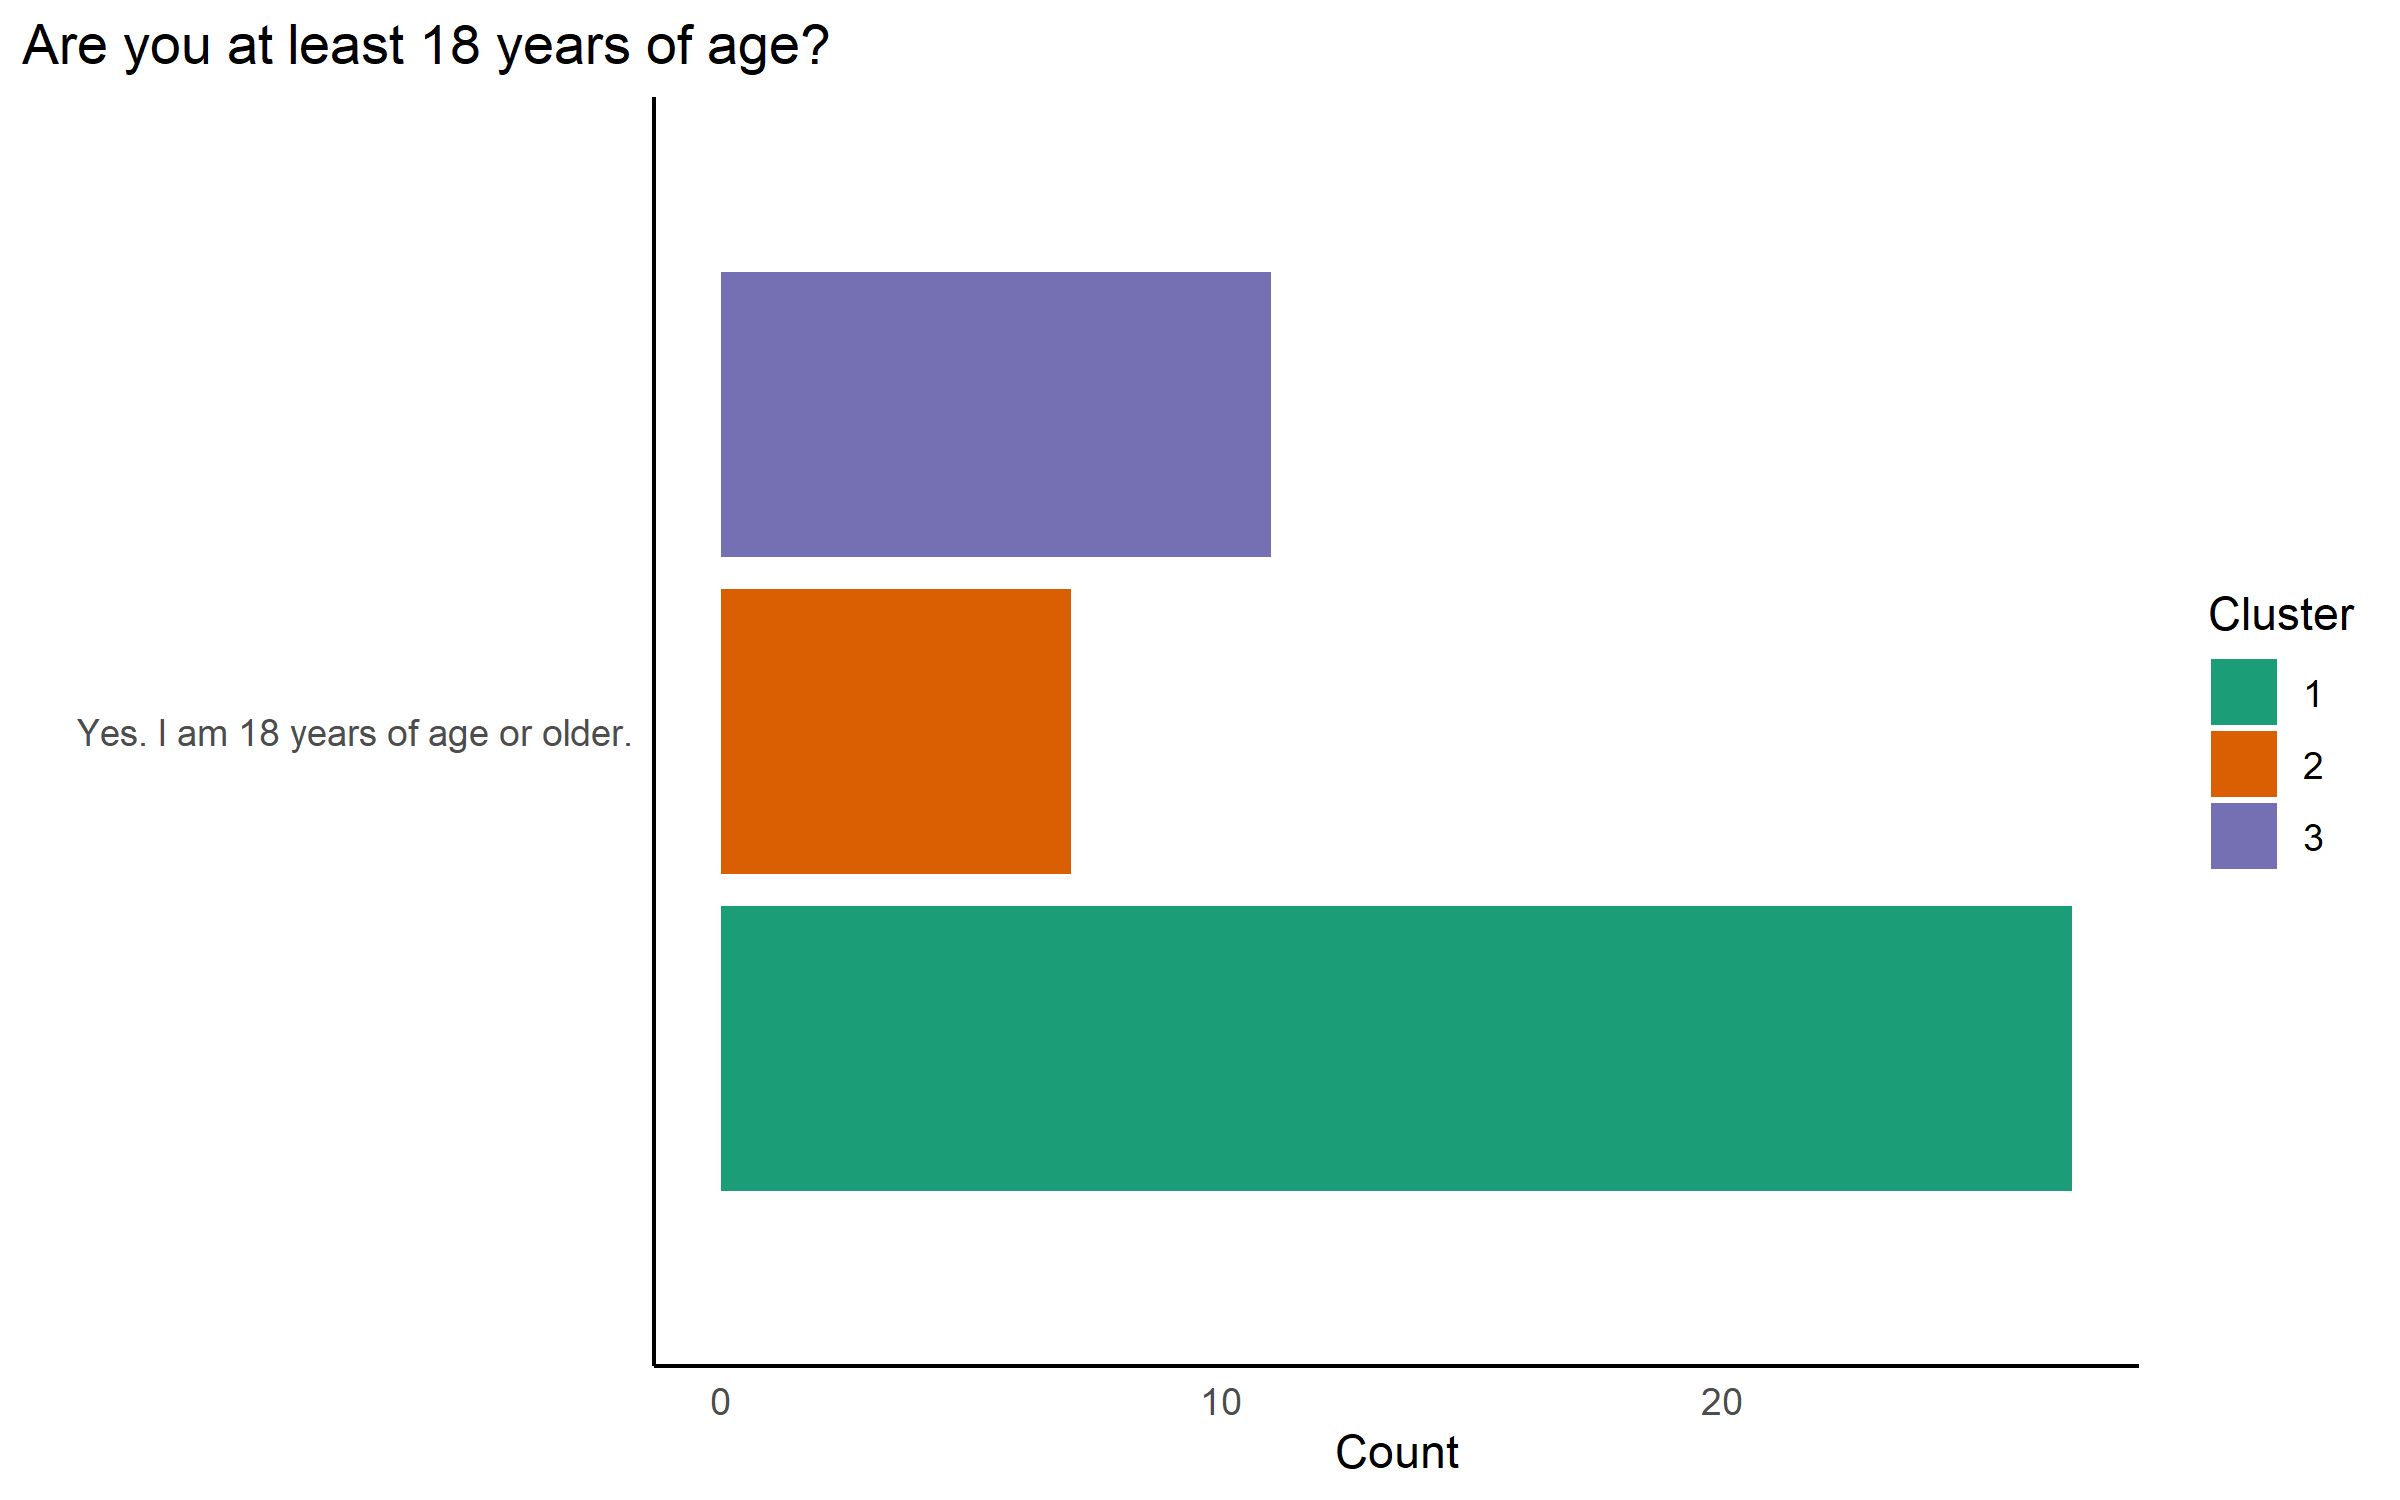 Are you at least 18 years of age?
Yes. I am 18 years of age or older.
Cluster
1
2
3
0 10 20
Count